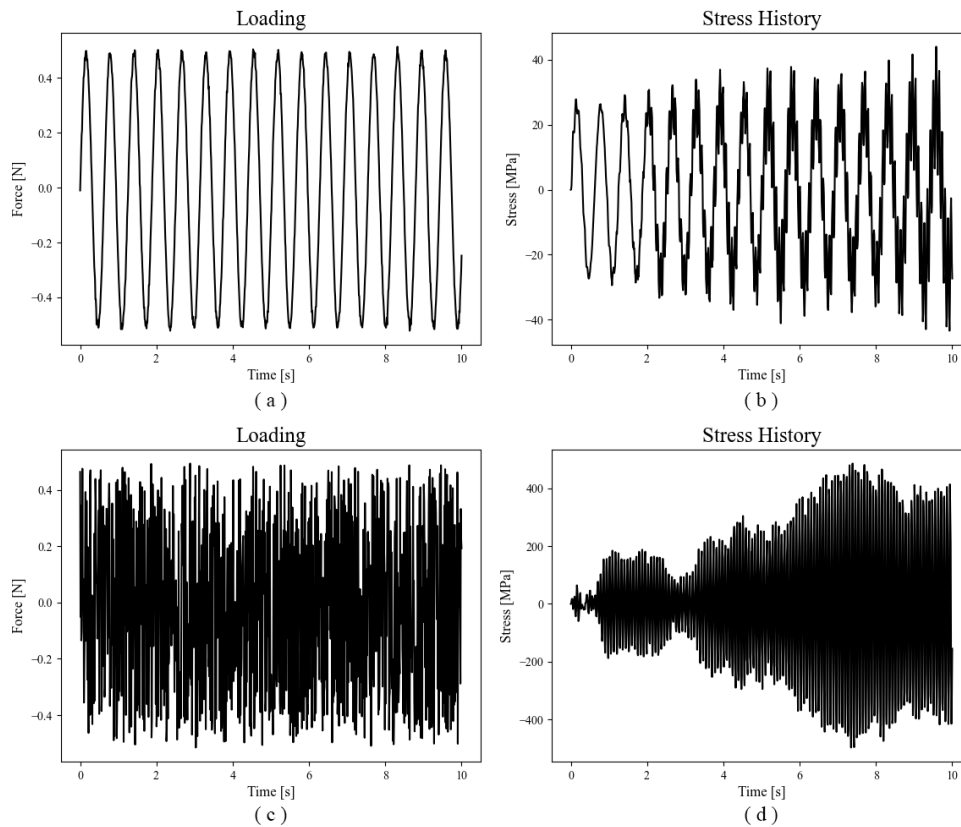 Loading
Force [N]
0.4
0.2
0.0
−0.2
−0.4
0 2 4 6 8 10
Time [s]
( a )
Stress History
Stress [MPa]
40
20
0
−20
−40
0 2 4 6 8 10
Time [s]
( b )
Loading
Force [N]
0.4
0.2
0.0
−0.2
−0.4
0 2 4 6 8 10
Time [s]
( c )
Stress History
Stress [MPa]
400
200
0
−200
−400
0 2 4 6 8 10
Time [s]
( d )